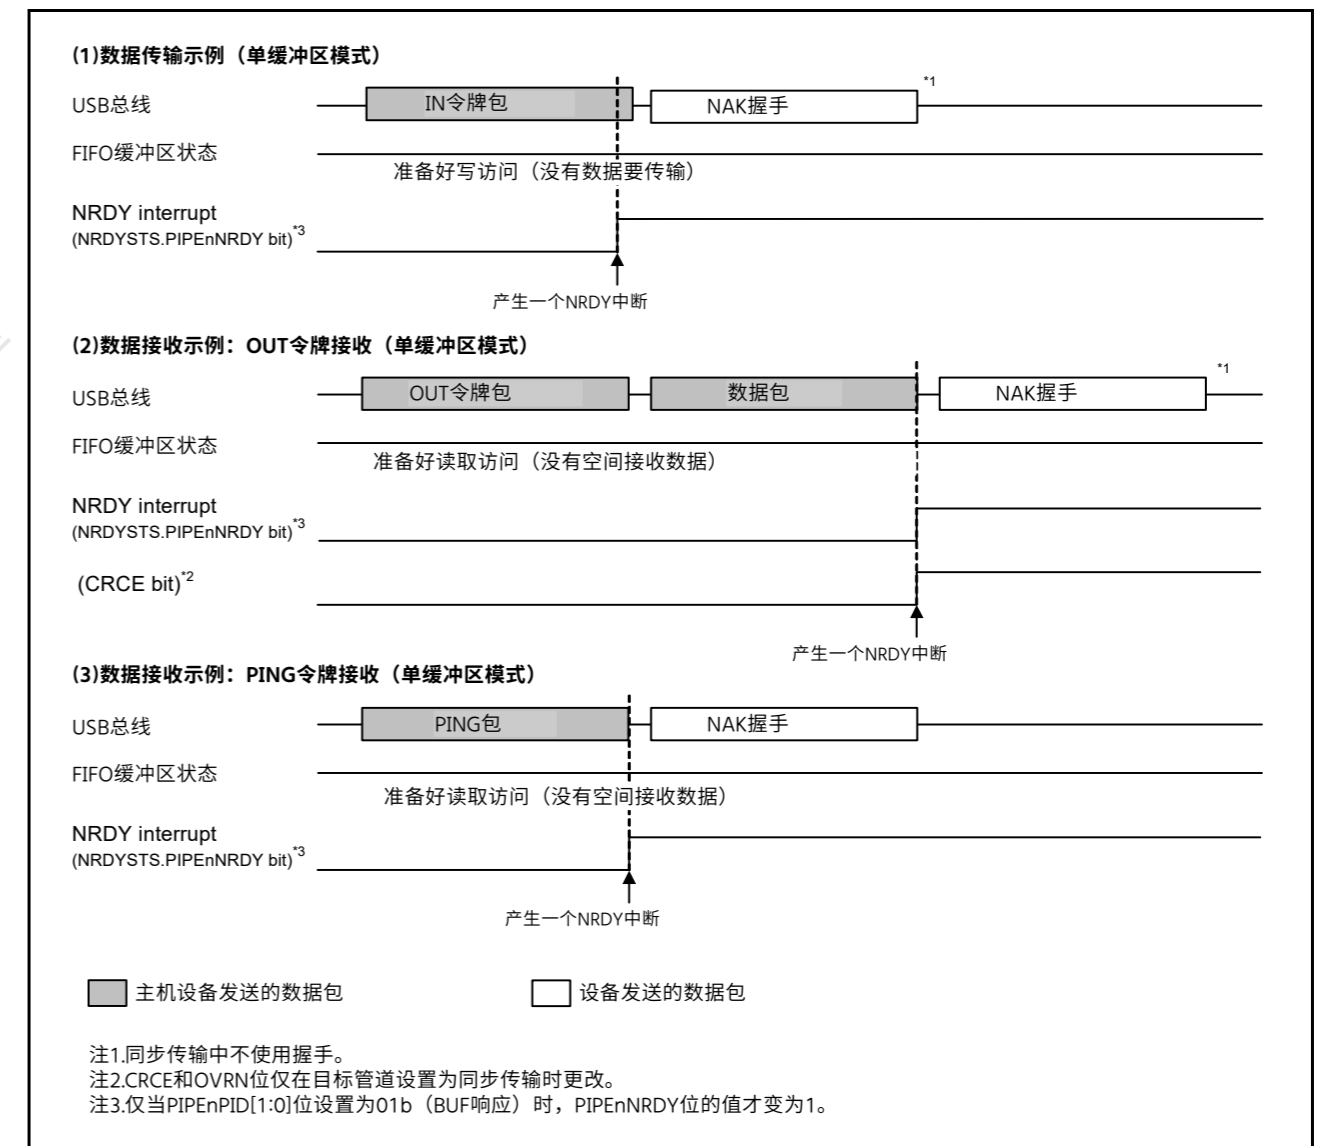 (1)数据传输示例（单缓冲区模式）
*1
USB总线 IN令牌包 NAK握手
FIFO缓冲区状态
准备好写访问（没有数据要传输）
NRDY interrupt
(NRDYSTS.PIPEnNRDY bit)*3
产生一个NRDY中断
(2)数据接收示例：OUT令牌接收（单缓冲区模式）
*1
USB总线 OUT令牌包 数据包 NAK握手
FIFO缓冲区状态
准备好读取访问（没有空间接收数据）
NRDY interrupt
(NRDYSTS.PIPEnNRDY bit)*3
(CRCE bit)*2
产生一个NRDY中断
(3)数据接收示例：PING令牌接收（单缓冲区模式）
USB总线 PING包 NAK握手
FIFO缓冲区状态
准备好读取访问（没有空间接收数据）
NRDY interrupt
(NRDYSTS.PIPEnNRDY bit)*3
产生一个NRDY中断
主机设备发送的数据包 设备发送的数据包
注1.同步传输中不使用握手。
注2.CRCE和OVRN位仅在目标管道设置为同步传输时更改。
注3.仅当PIPEnPID[1:0]位设置为01b（BUF响应）时，PIPEnNRDY位的值才变为1。